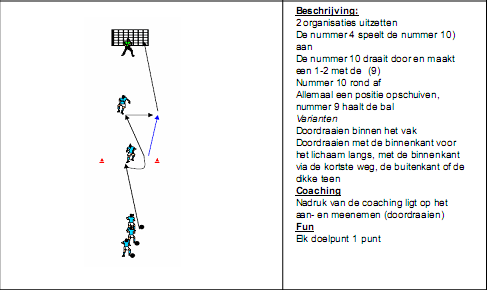 Beschrijving:
2 organisaties uitzetten
De nummer 4 speelt de nummer 10)
aan
De nummer 10 draait door en maakt
een 1-2 met de (9)
Nummer 10 rond af
Allemaal een positie opschuiven,
nummer 9 haalt de bal
Varianten
Doordraaien binnen het vak
Doordraaien met de binnenkant voor
het lichaam langs, met de binnenkant
via de kortste weg, de buitenkant of de
dikke teen
Coaching
Nadruk van de coaching ligt op het
aan- en meenemen (doordraaien)
Fun
Elk doelpunt 1 punt